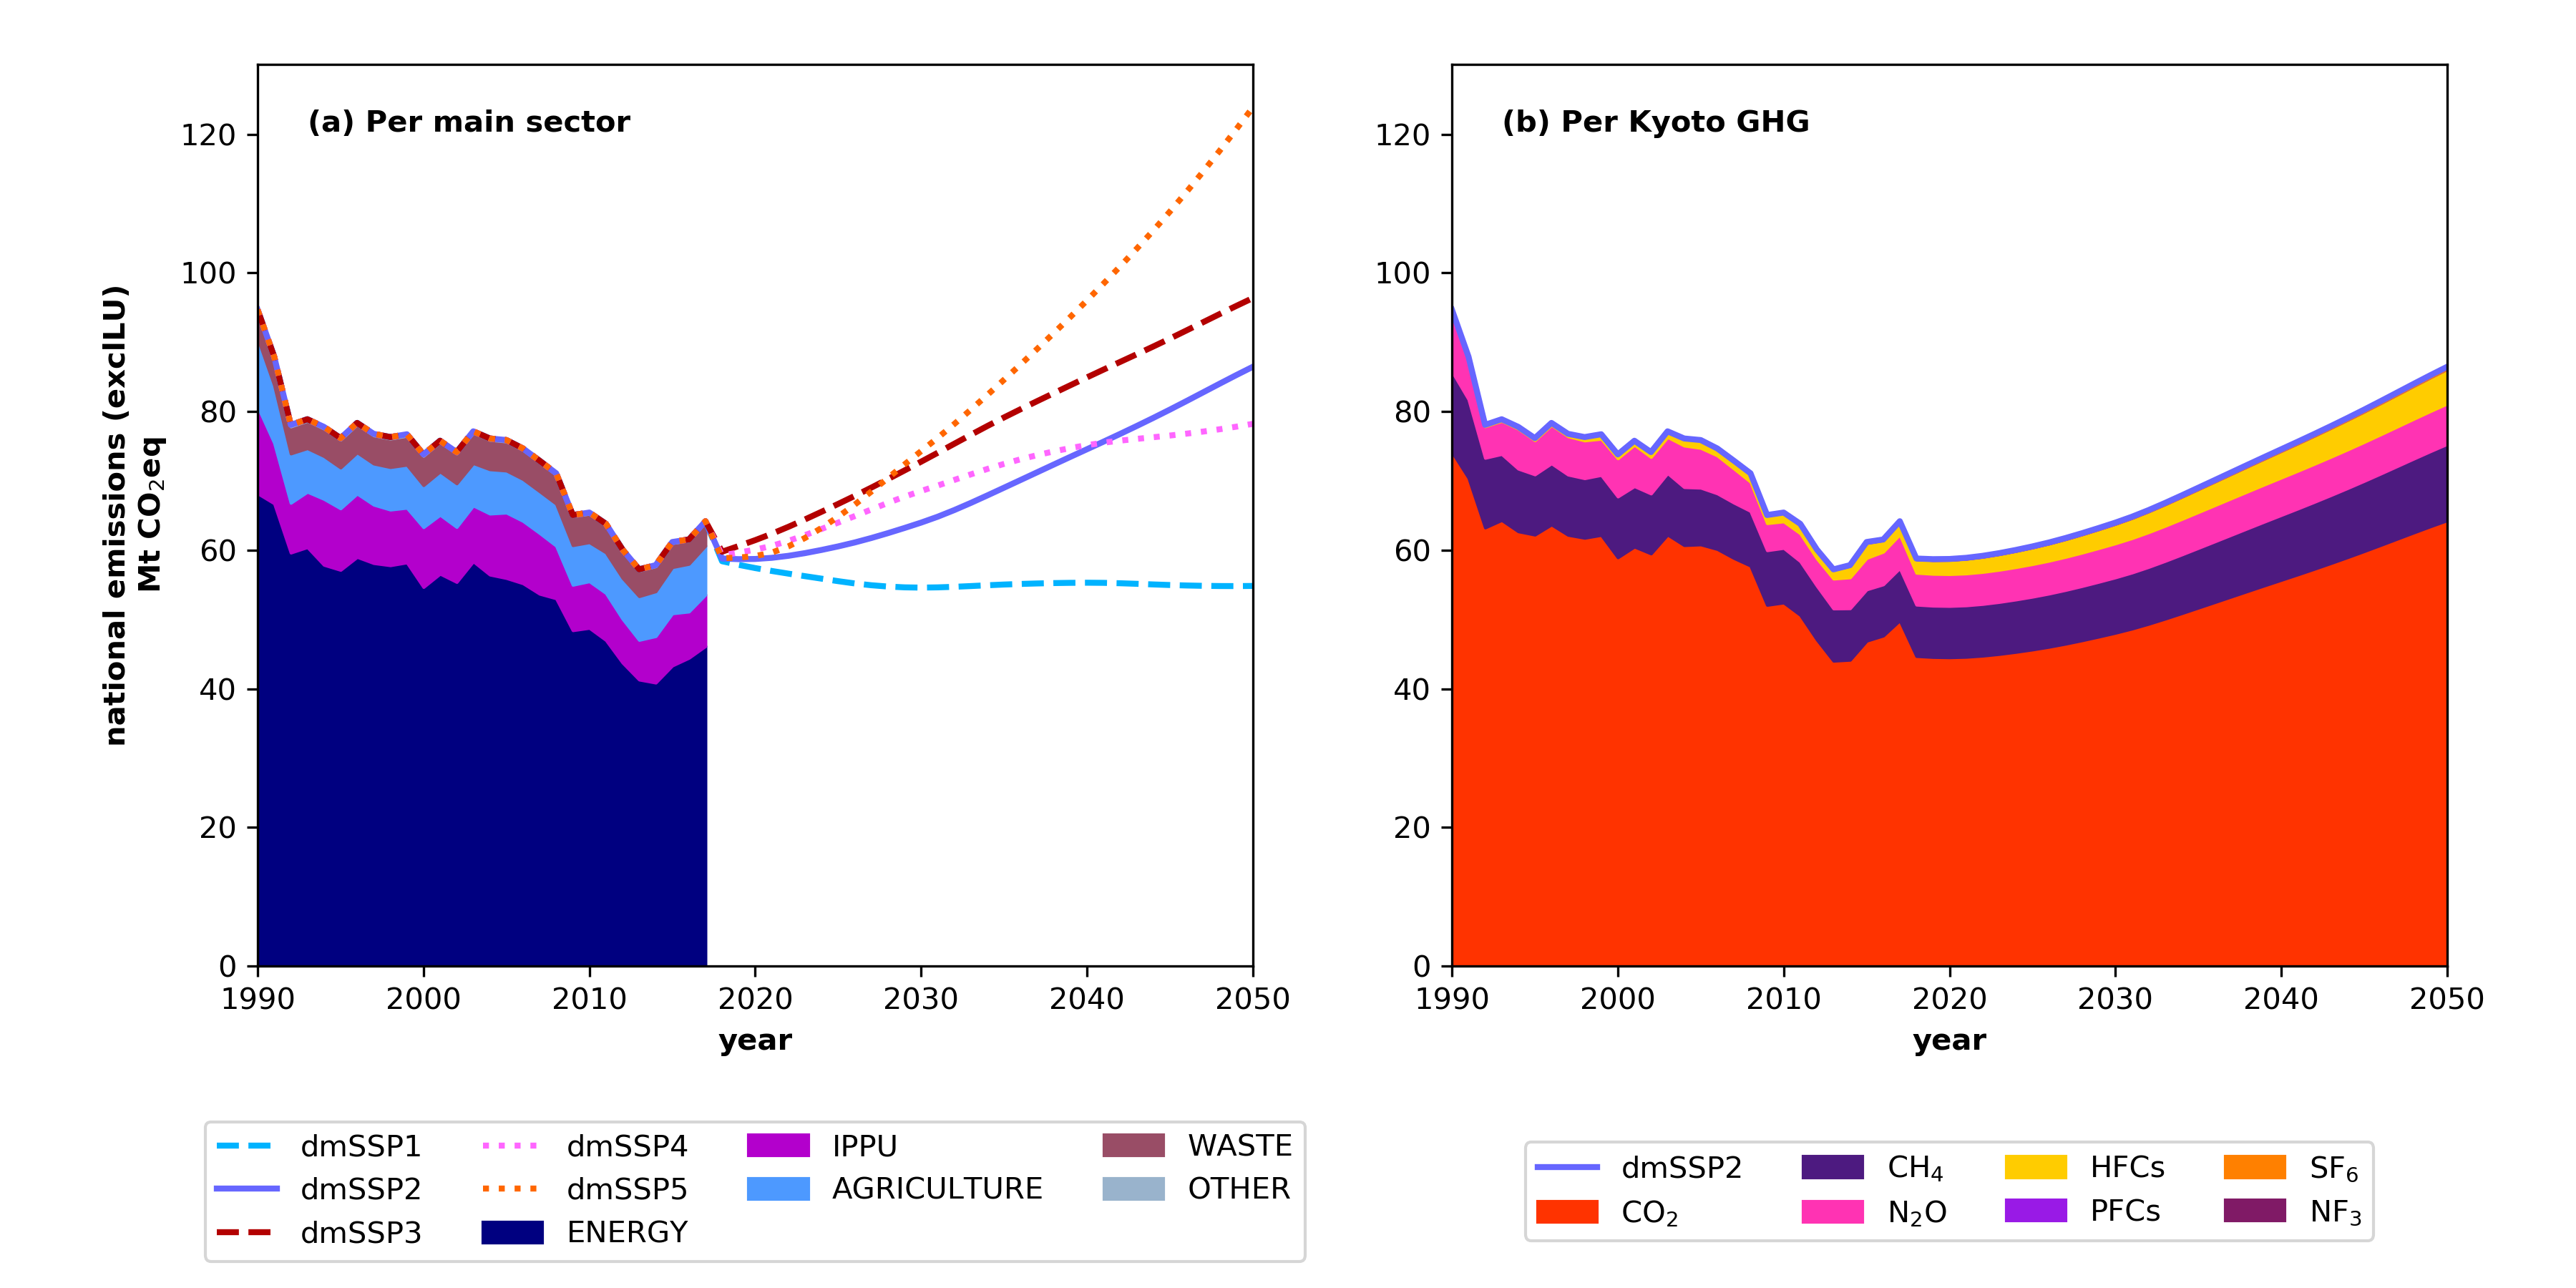 (a) Per main sector
national emissions (exclLU)
Mt CO₂eq
120
100
80
60
40
20
0
1990 2000 2010 2020 2030 2040 2050
year
dmSSP1 dmSSP4 IPPU WASTE
dmSSP2 dmSSP5 AGRICULTURE OTHER
dmSSP3 ENERGY
(b) Per Kyoto GHG
120
100
80
60
40
20
0
1990 2000 2010 2020 2030 2040 2050
year
dmSSP2 CH₄ HFCs SF₆
CO₂ N₂O PFCs NF₃